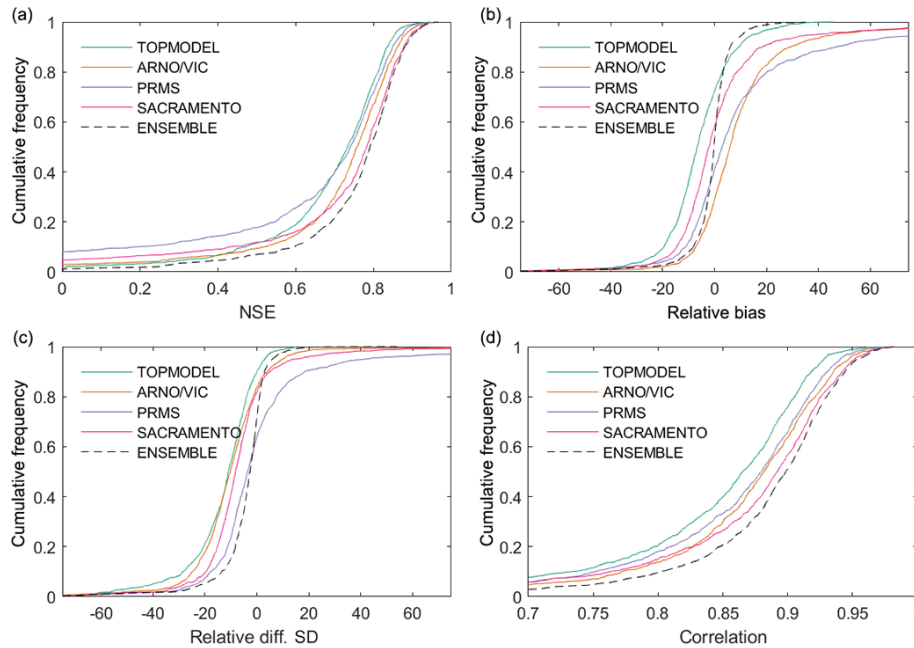 (a)
1
0.8
0.6
0.4
0.2
0
Cumulative frequency
TOPMODEL
ARNO/VIC
PRMS
SACRAMENTO
ENSEMBLE
0 0.2 0.4 0.6 0.8 1
NSE
(b)
1
0.8
0.6
0.4
0.2
0
Cumulative frequency
TOPMODEL
ARNO/VIC
PRMS
SACRAMENTO
ENSEMBLE
-60 -40 -20 0 20 40 60
Relative bias
(c)
1
0.8
0.6
0.4
0.2
0
Cumulative frequency
TOPMODEL
ARNO/VIC
PRMS
SACRAMENTO
ENSEMBLE
-60 -40 -20 0 20 40 60
Relative diff. SD
(d)
1
0.8
0.6
0.4
0.2
0
Cumulative frequency
TOPMODEL
ARNO/VIC
PRMS
SACRAMENTO
ENSEMBLE
0.7 0.75 0.8 0.85 0.9 0.95 1
Correlation